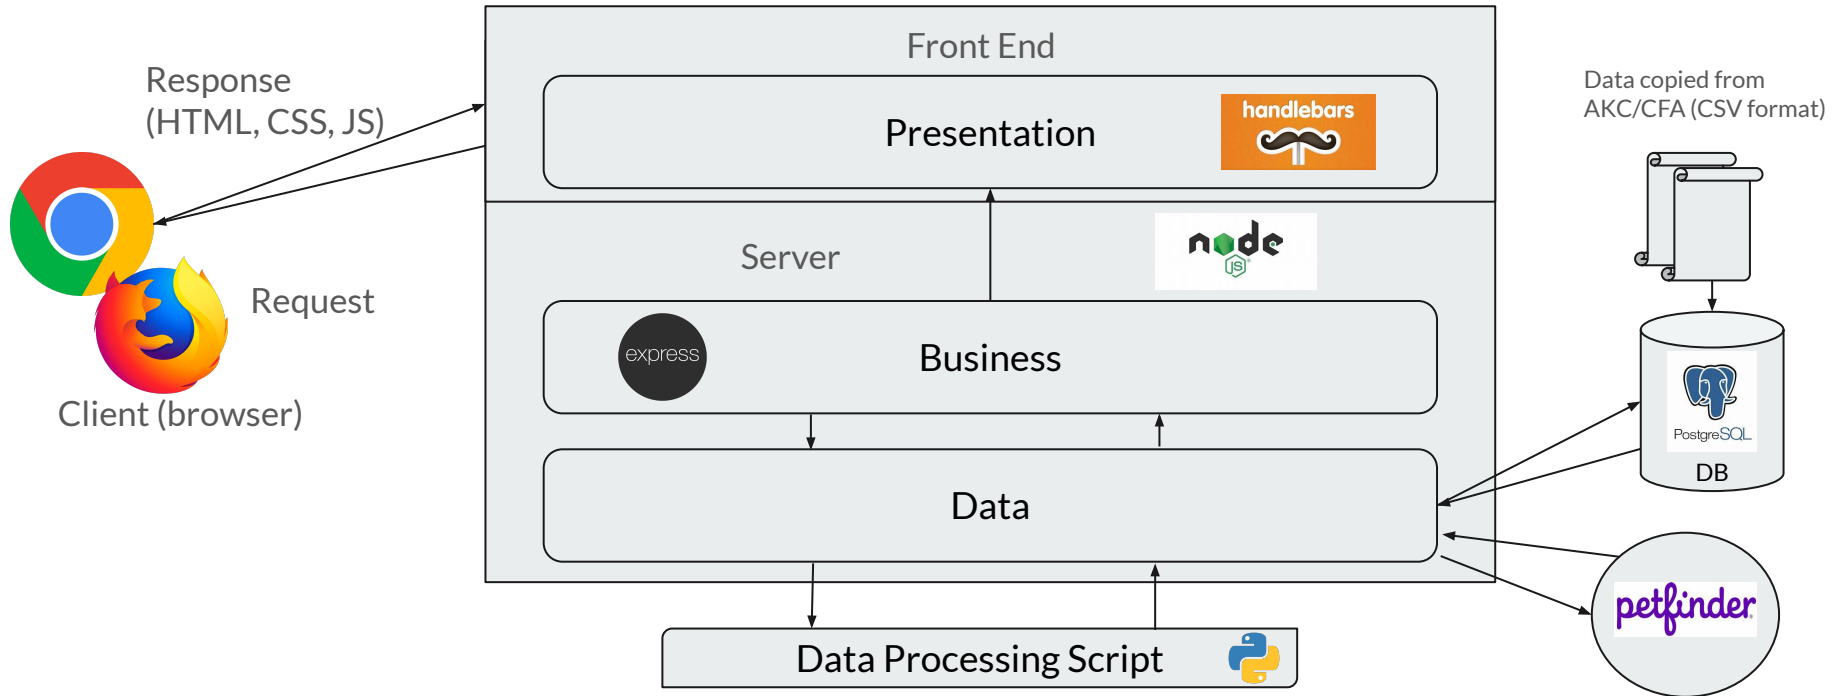 Front End
Response
(HTML, CSS, JS)
Presentation
handlebars
Data copied from
AKC/CFA (CSV format)
Server
node
JS
Request
express
Business
Client (browser)
PostgreSQL
DB
Data
petfinder
Data Processing Script